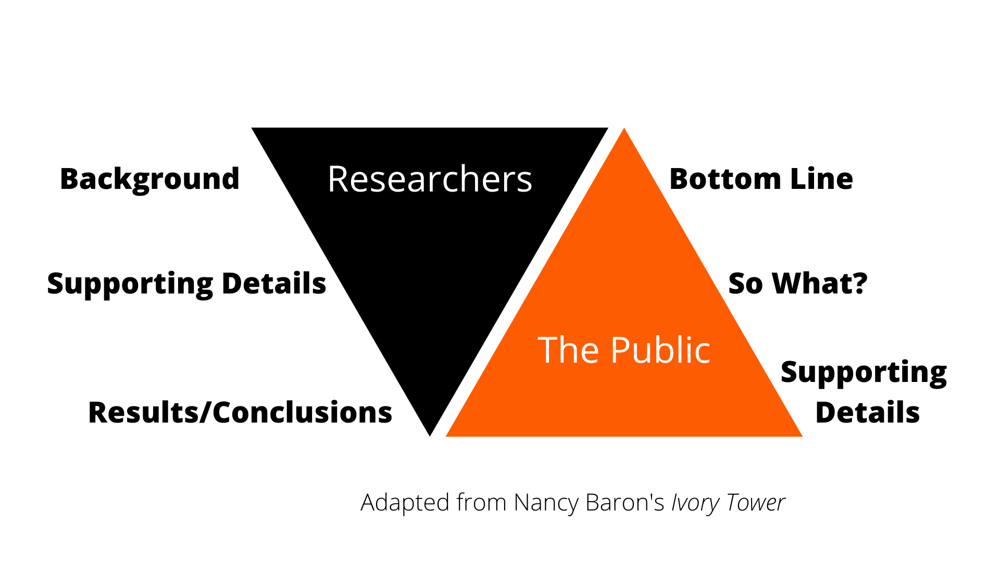 Researchers
Background
Supporting Details
Results/Conclusions
The Public
Bottom Line
So What?
Supporting
Details
Adapted from Nancy Baron's Ivory Tower